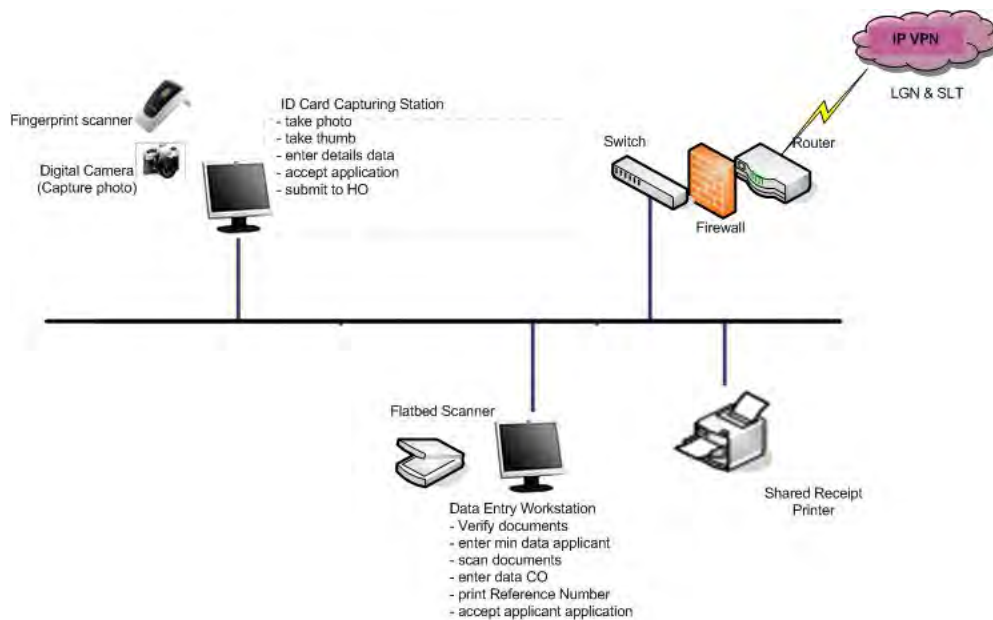 IP VPN
LGN & SLT
Fingerprint scanner
Digital Camera
(Capture photo)
ID Card Capturing Station
- take photo
- take thumb
- enter details data
- accept application
- submit to HO
Switch
Router
Firewall
Flatbed Scanner
Data Entry Workstation
- Verify documents
- enter min data applicant
- scan documents
- enter data CO
- print Reference Number
- accept applicant application
Shared Receipt
Printer